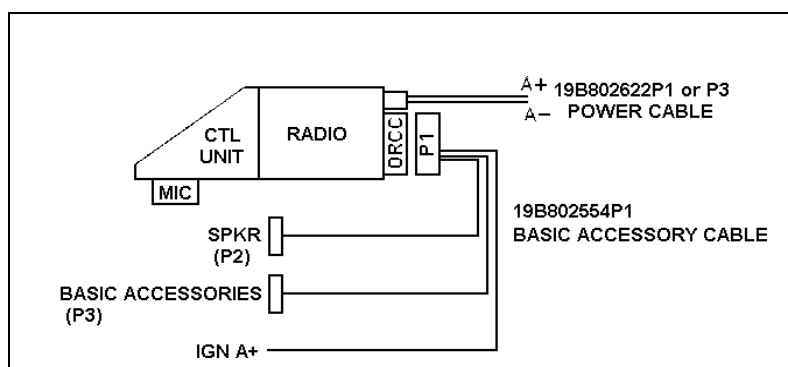 A+ 19B802622P1 or P3
A- POWER CABLE
CTL
UNIT
RADIO
ORCC
P1
MIC
19B802554P1
BASIC ACCESSORY CABLE
SPKR
(P2)
BASIC ACCESSORIES
(P3)
IGN A+